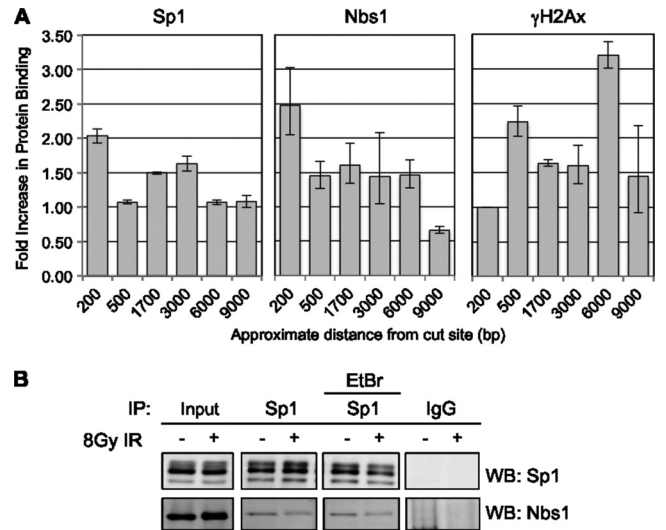 A
Sp1 Nbs1 γH2Ax
Fold Increase in Protein Binding
3.50
3.00
2.50
2.00
1.50
1.00
0.50
0.00
200 500 1700 3000 6000 9000 200 500 1700 3000 6000 9000 200 500 1700 3000 6000 9000
Approximate distance from cut site (bp)
B
EtBr
IP: Input Sp1 Sp1 IgG
8Gy IR - + - + - + - +
WB: Sp1
WB: Nbs1